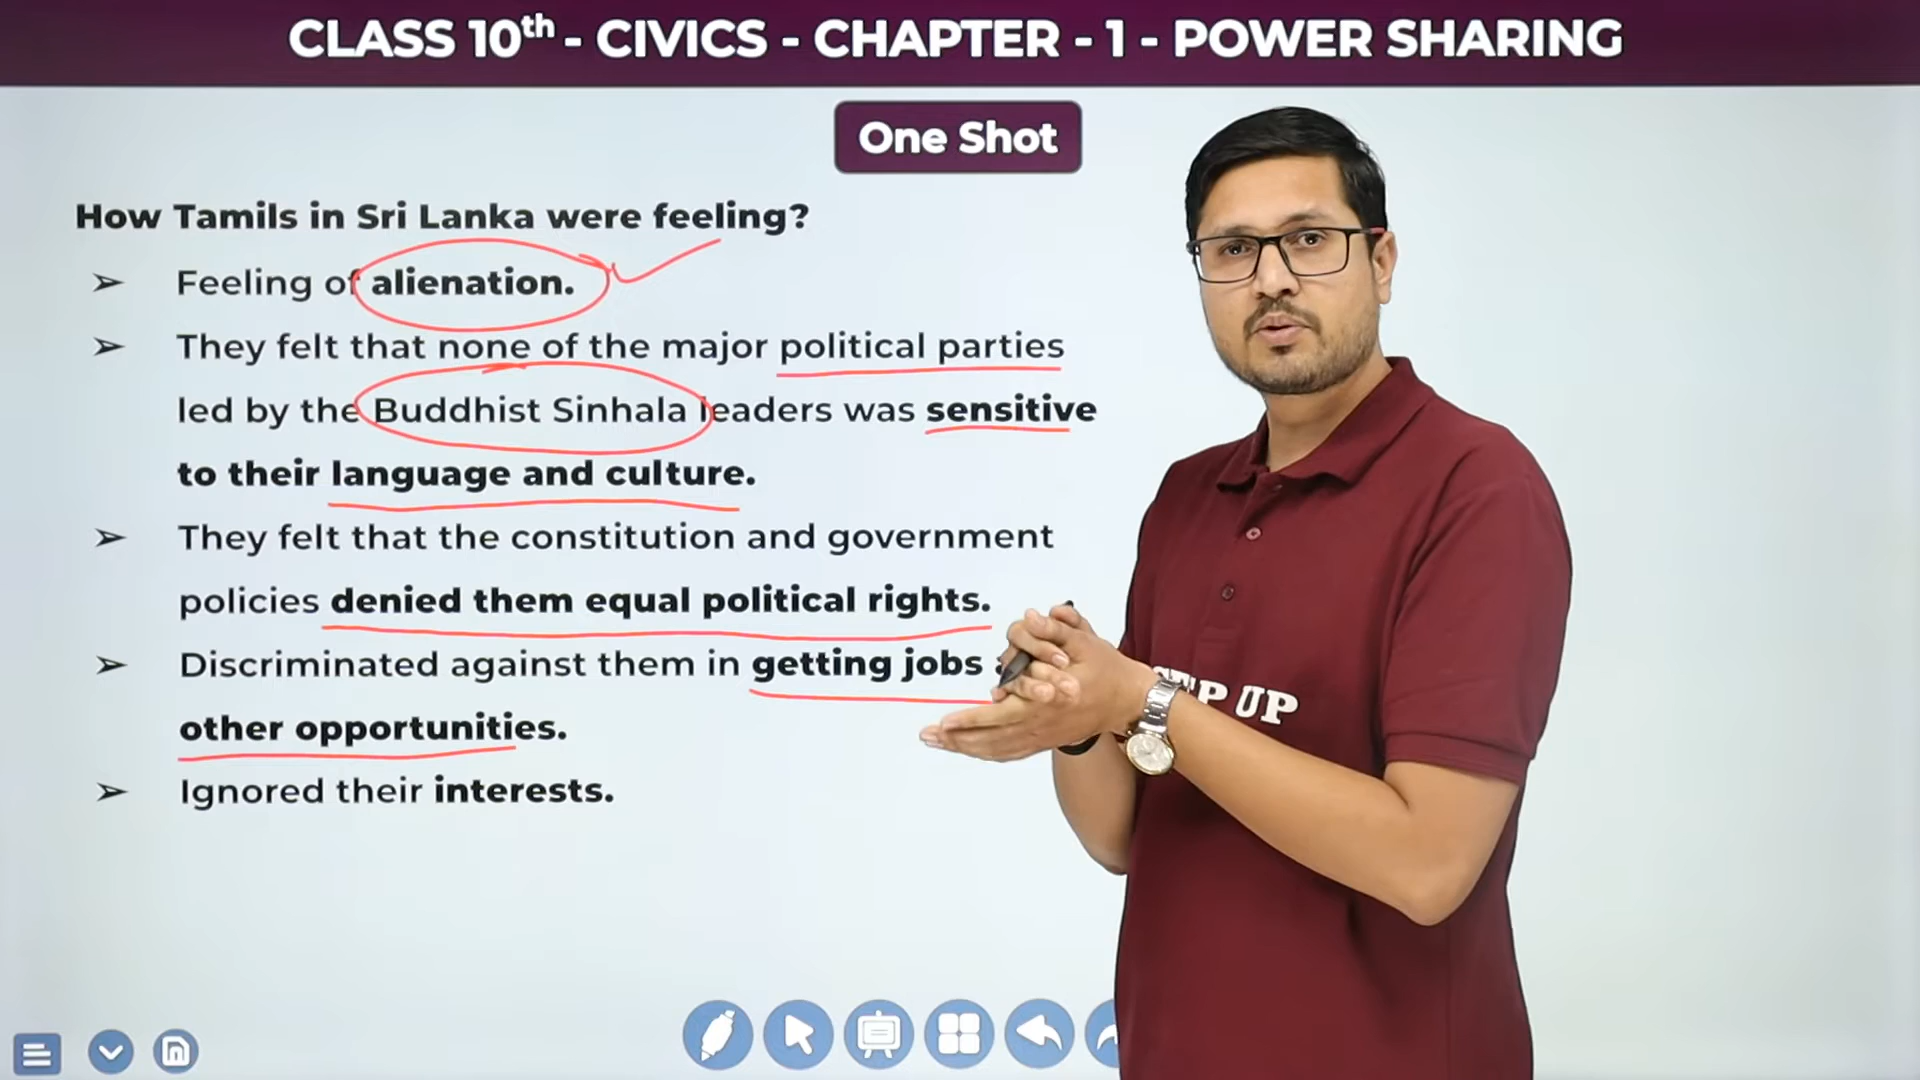 CLASS 10th - CIVICS - CHAPTER - 1 - POWER SHARING
One Shot
How Tamils in Sri Lanka were feeling?
➢ Feeling of alienation.
➢ They felt that none of the major political parties
led by the Buddhist Sinhala leaders was sensitive
to their language and culture.
➢ They felt that the constitution and government
policies denied them equal political rights.
➢ Discriminated against them in getting jobs
other opportunities.
➢ Ignored their interests.
UP